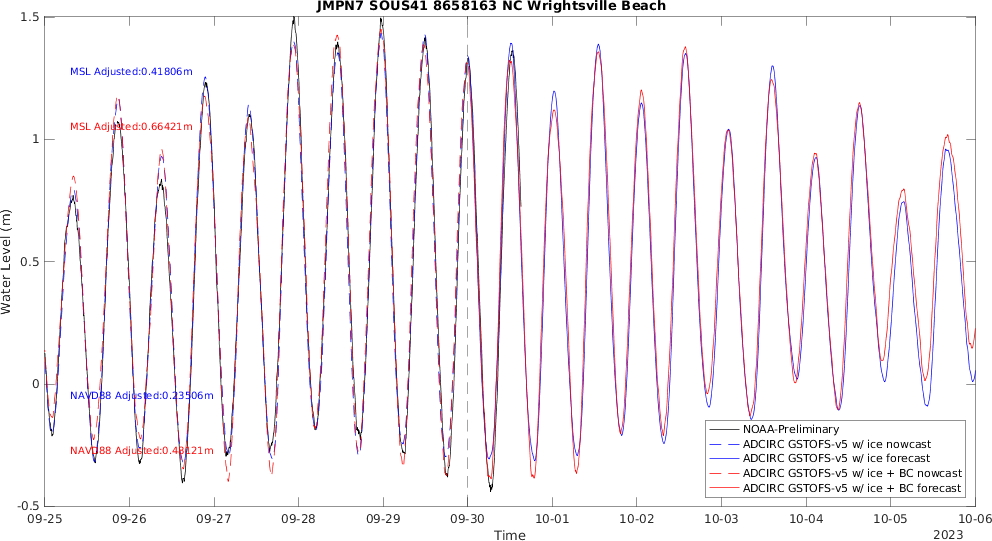 JMPN7 SOUS41 8658163 NC Wrightsville Beach
1.5
1
0.5
0
-0.5
Water Level (m)
MSL Adjusted:0.41806m
MSL Adjusted:0.66421m
NAVD88 Adjusted:0.23506m
NAVD88 Adjusted:0.48121m
NOAA-Preliminary
ADCIRC GSTOFS-v5 w/ ice nowcast
ADCIRC GSTOFS-v5 w/ ice forecast
ADCIRC GSTOFS-v5 w/ ice + BC nowcast
ADCIRC GSTOFS-v5 w/ ice + BC forecast
09-25 09-26 09-27 09-28 09-29 09-30 10-01 10-02 10-03 10-04 10-05 10-06
Time
2023